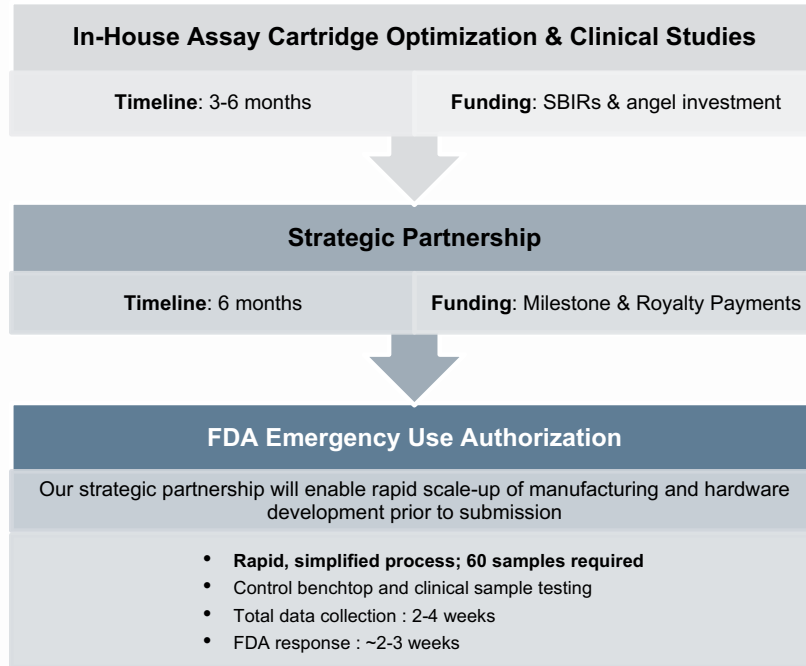 In-House Assay Cartridge Optimization & Clinical Studies
Timeline: 3-6 months
Funding: SBIRs & angel investment
Strategic Partnership
Timeline: 6 months
Funding: Milestone & Royalty Payments
FDA Emergency Use Authorization
Our strategic partnership will enable rapid scale-up of manufacturing and hardware
development prior to submission
• Rapid, simplified process; 60 samples required
• Control benchtop and clinical sample testing
• Total data collection : 2-4 weeks
• FDA response : ~2-3 weeks